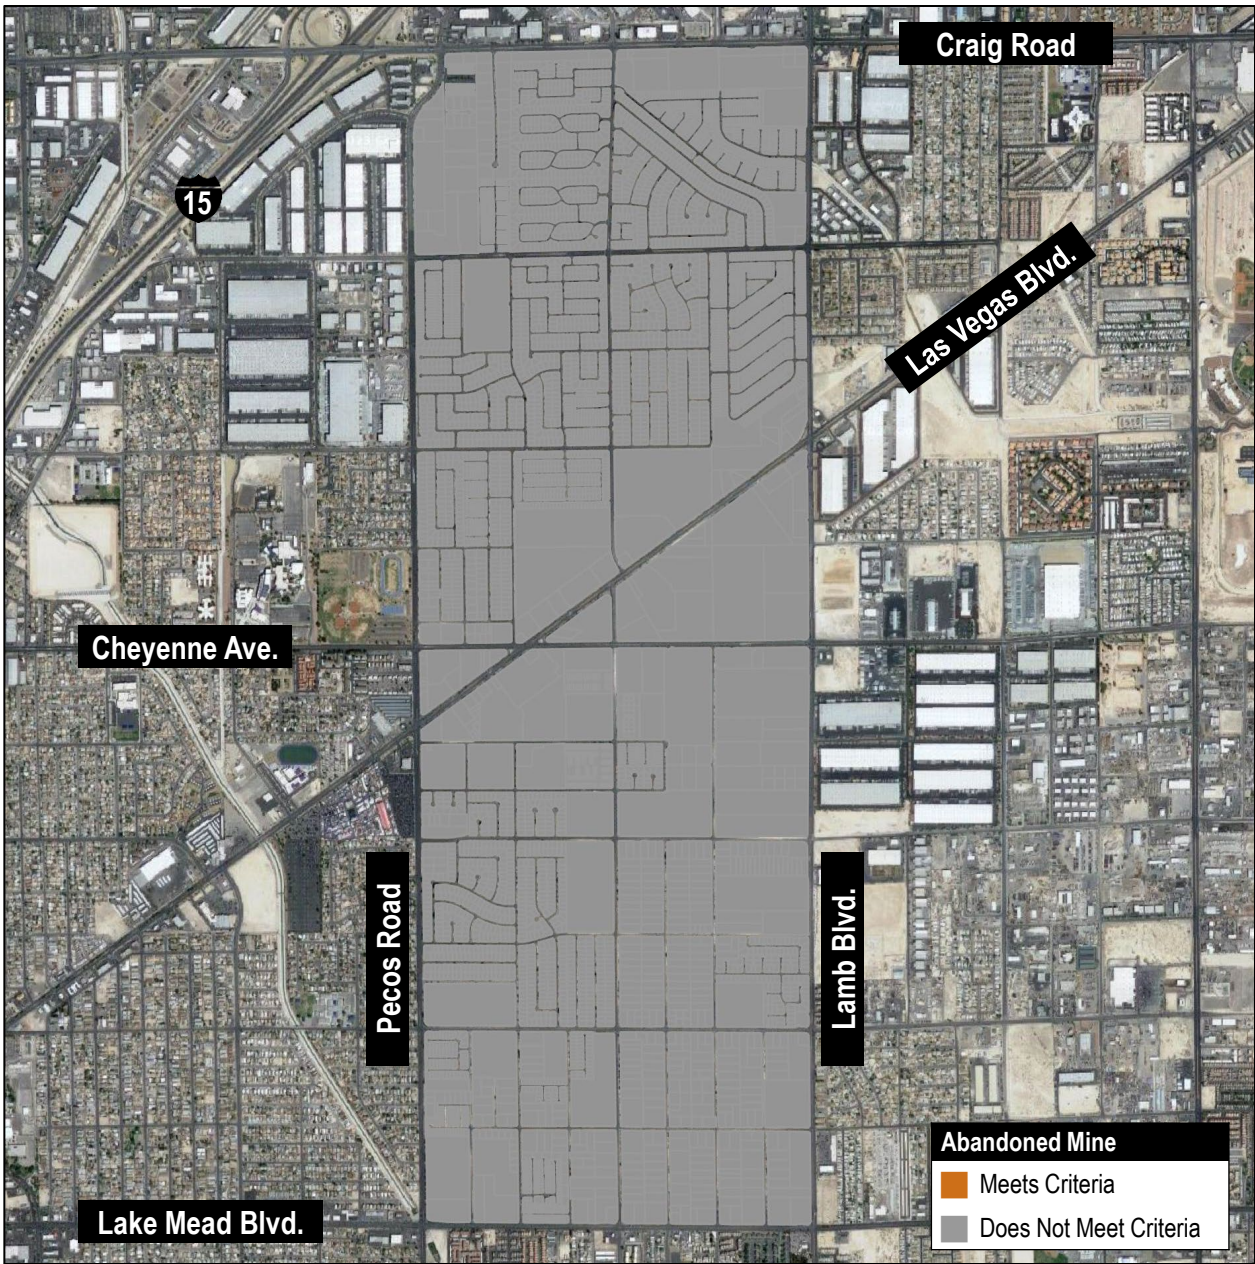 Craig Road
15
Las Vegas Blvd.
Cheyenne Ave.
Pecos Road
Lamb Blvd.
Abandoned Mine
Meets Criteria
Does Not Meet Criteria
Lake Mead Blvd.